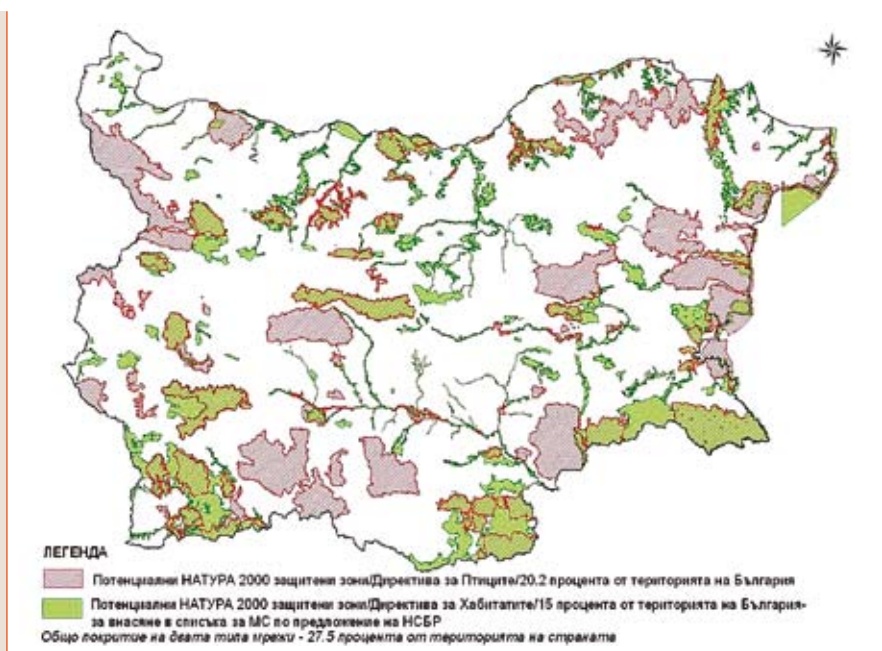 ЛЕГЕНДА
Потенциални НАТУРА 2000 защитени зони/Директива за Птиците/20.2 процента от територията на България
Потенциални НАТУРА 2000 защитени зони/Директива за Хабитатите/15 процента от територията на България-
за внасяне в списъка за МС по предложение на НСБР
Общо покритие на двата типа мрежи - 27.5 процента от територията на страната